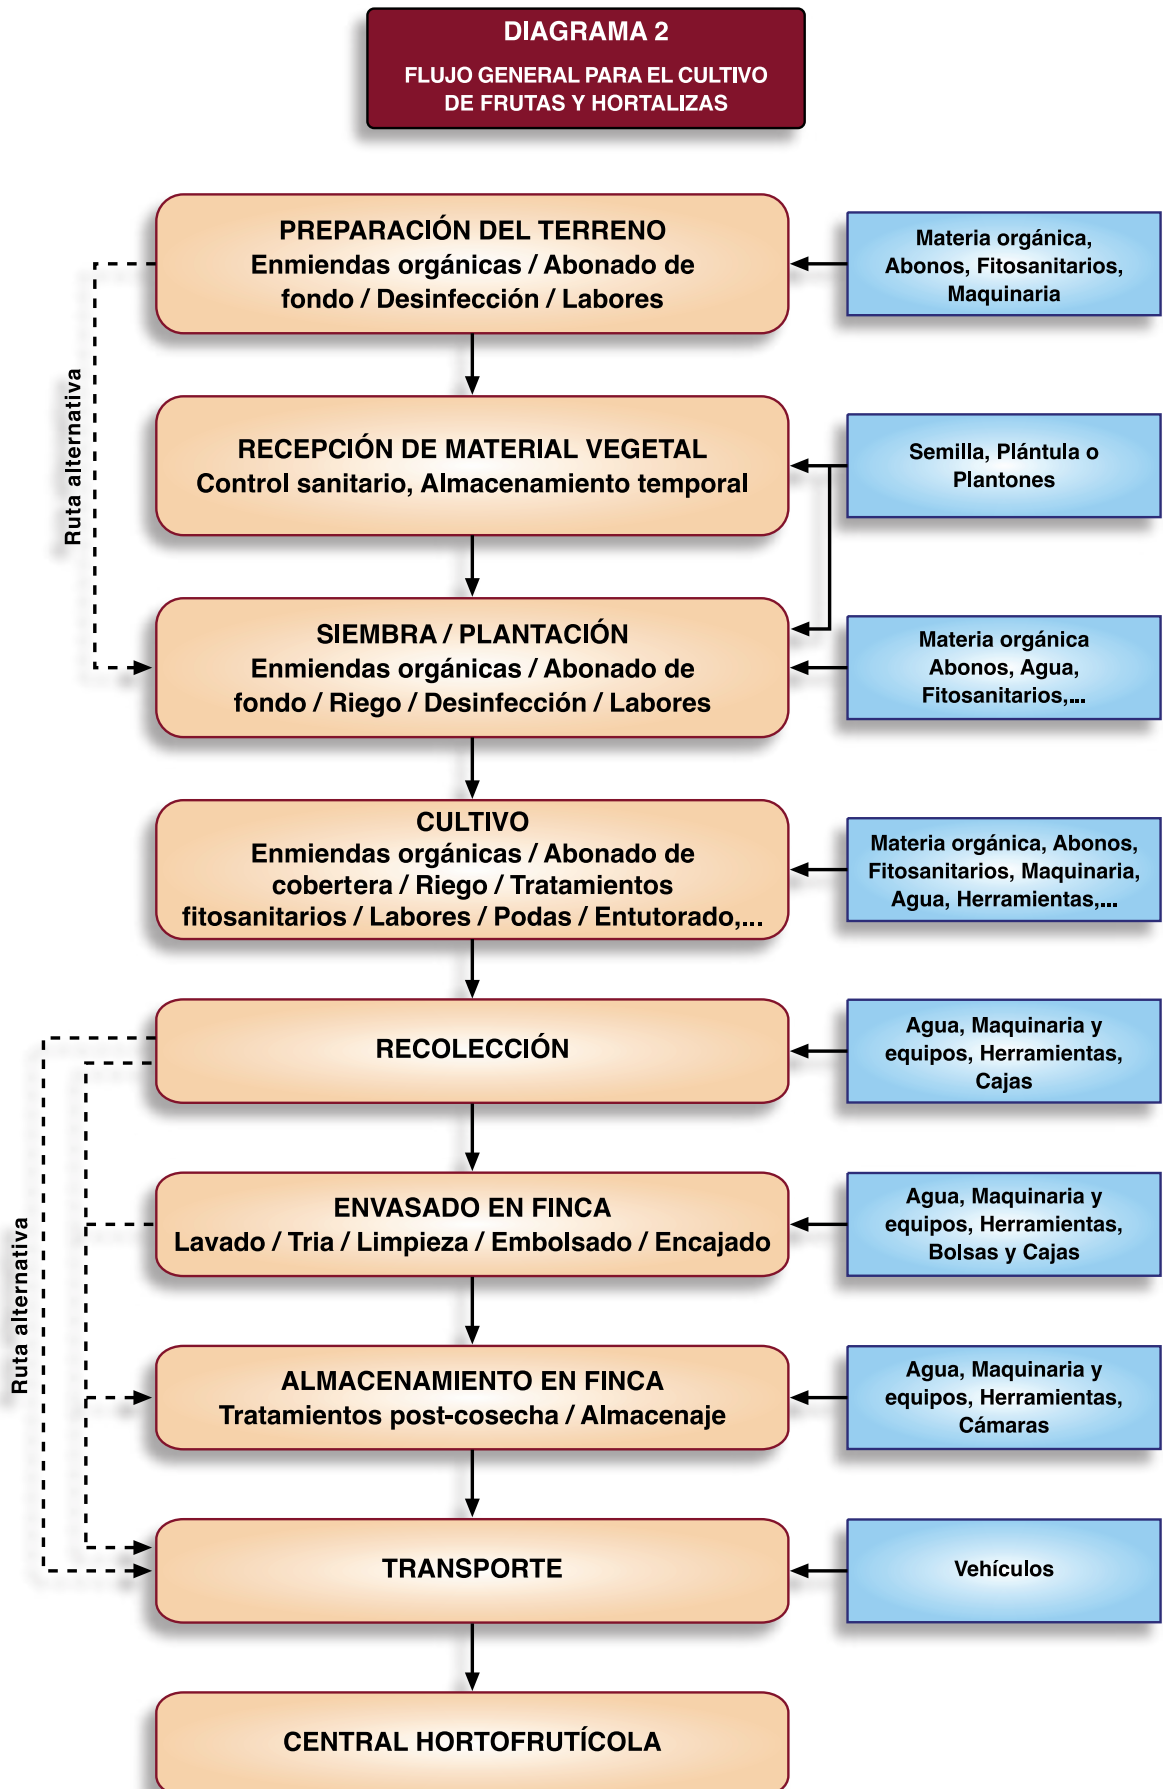 DIAGRAMA 2
FLUJO GENERAL PARA EL CULTIVO
DE FRUTAS Y HORTALIZAS
PREPARACIÓN DEL TERRENO
Enmiendas orgánicas / Abonado de
fondo / Desinfección / Labores
Materia orgánica,
Abonos, Fitosanitarios,
Maquinaria
Ruta alternativa
RECEPCIÓN DE MATERIAL VEGETAL
Control sanitario, Almacenamiento temporal
Semilla, Plántula o
Plantones
SIEMBRA / PLANTACIÓN
Enmiendas orgánicas / Abonado de
fondo / Riego / Desinfección / Labores
Materia orgánica
Abonos, Agua,
Fitosanitarios,...
CULTIVO
Enmiendas orgánicas / Abonado de
cobertera / Riego / Tratamientos
fitosanitarios / Labores / Podas / Entutorado,...
Materia orgánica, Abonos,
Fitosanitarios, Maquinaria,
Agua, Herramientas,...
RECOLECCIÓN
Agua, Maquinaria y
equipos, Herramientas,
Cajas
ENVASADO EN FINCA
Lavado / Tria / Limpieza / Embolsado / Encajado
Agua, Maquinaria y
equipos, Herramientas,
Bolsas y Cajas
Ruta alternativa
ALMACENAMIENTO EN FINCA
Tratamientos post-cosecha / Almacenaje
Agua, Maquinaria y
equipos, Herramientas,
Cámaras
TRANSPORTE
Vehículos
CENTRAL HORTOFRUTÍCOLA